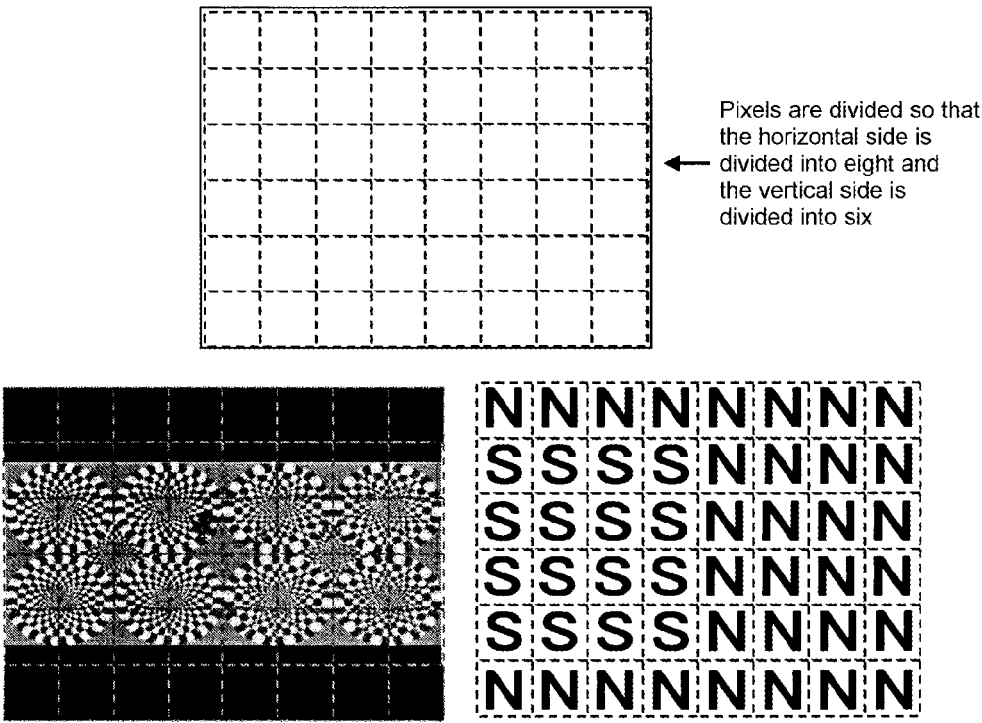 Pixels are divided so that
the horizontal side is
divided into eight and
the vertical side is
divided into six
N N N N N N N N
S S S S N N N N
S S S S N N N N
S S S S N N N N
S S S S N N N N
N N N N N N N N